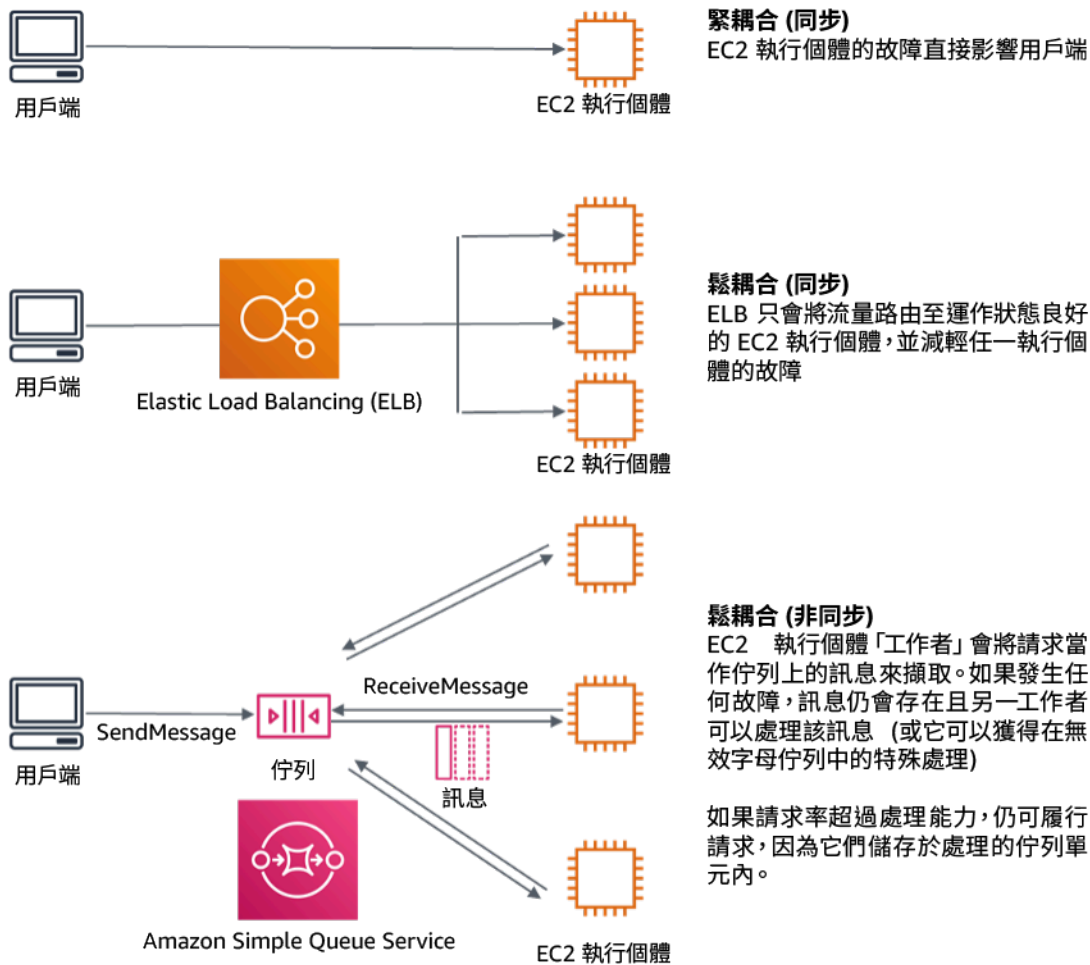 緊耦合 (同步)
EC2 執行個體的故障直接影響用戶端
用戶端
EC2 執行個體
鬆耦合 (同步)
ELB 只會將流量路由至運作狀態良好
的 EC2 執行個體，並減輕任一執行個
體的故障
用戶端
Elastic Load Balancing (ELB)
EC2 執行個體
鬆耦合 (非同步)
EC2 執行個體「工作者」會將請求當
作佇列上的訊息來擷取。如果發生任
何故障，訊息仍會存在且另一工作者
可以處理該訊息 (或它可以獲得在無
效字母佇列中的特殊處理)
ReceiveMessage
SendMessage
用戶端
佇列
訊息
如果請求率超過處理能力，仍可履行
請求，因為它們儲存於處理的佇列單
元內。
Amazon Simple Queue Service
EC2 執行個體